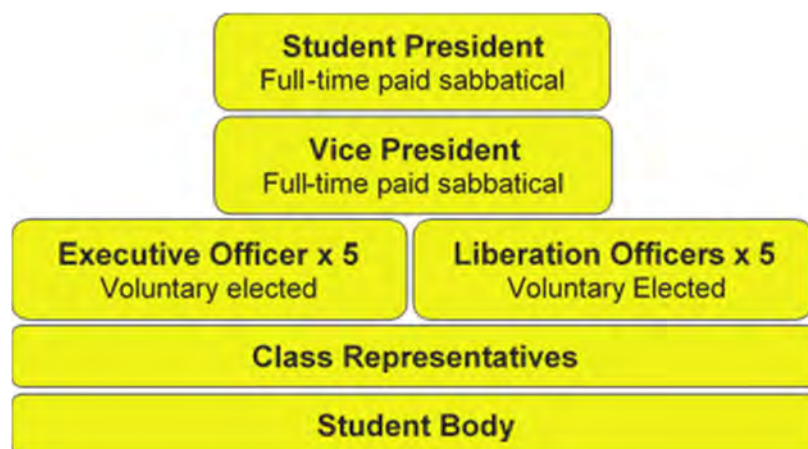 Student President
Full-time paid sabbatical
Vice President
Full-time paid sabbatical
Executive Officer x 5
Voluntary elected
Liberation Officers x 5
Voluntary Elected
Class Representatives
Student Body